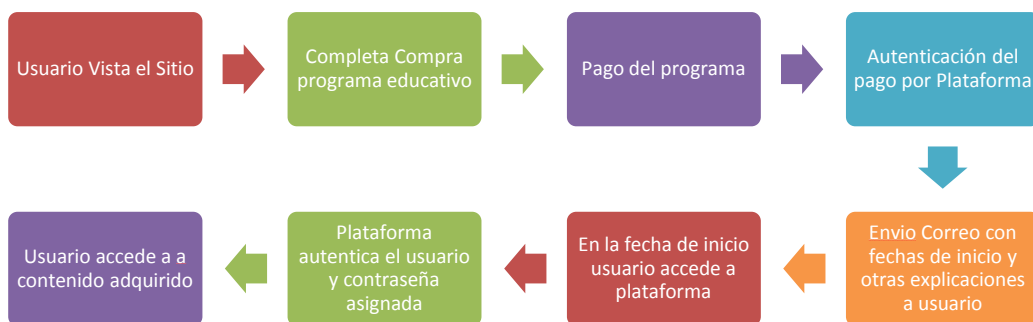 Usuario Vista el Sitio
Completa Compra
programa educativo
Pago del programa
Autenticación del
pago por Plataforma
Envio Correo con
fechas de inicio y
otras explicaciones
a usuario
En la fecha de inicio
usuario accede a
plataforma
Plataforma
autentica el usuario
y contraseña
asignada
Usuario accede a a
contenido adquirido